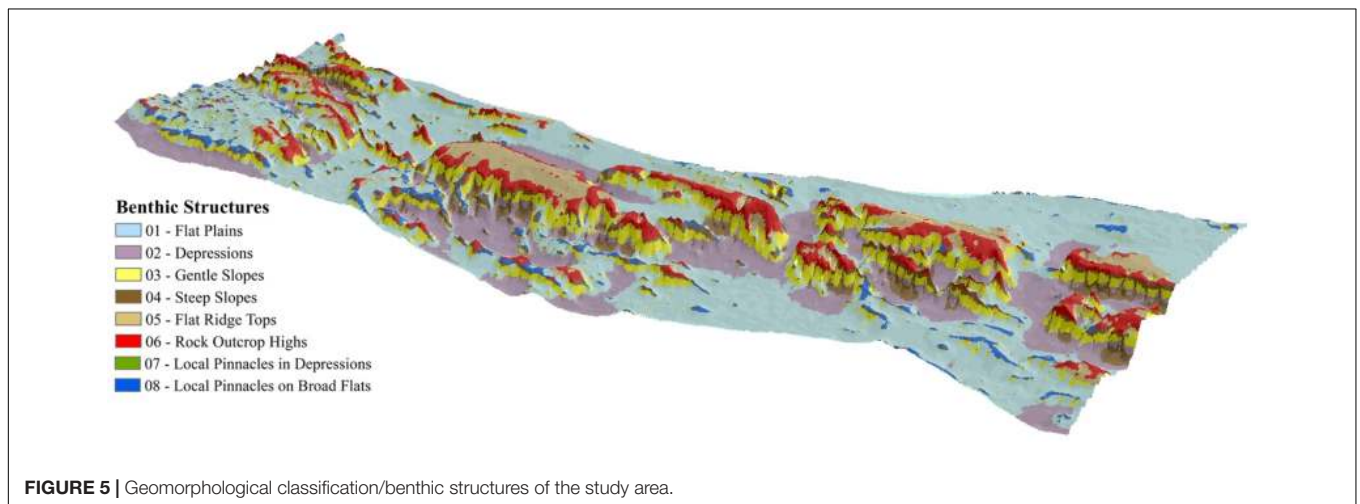 Benthic Structures
01 - Flat Plains
02 - Depressions
03 - Gentle Slopes
04 - Steep Slopes
05 - Flat Ridge Tops
06 - Rock Outcrop Highs
07 - Local Pinnacles in Depressions
08 - Local Pinnacles on Broad Flats
FIGURE 5 | Geomorphological classification/benthic structures of the study area.